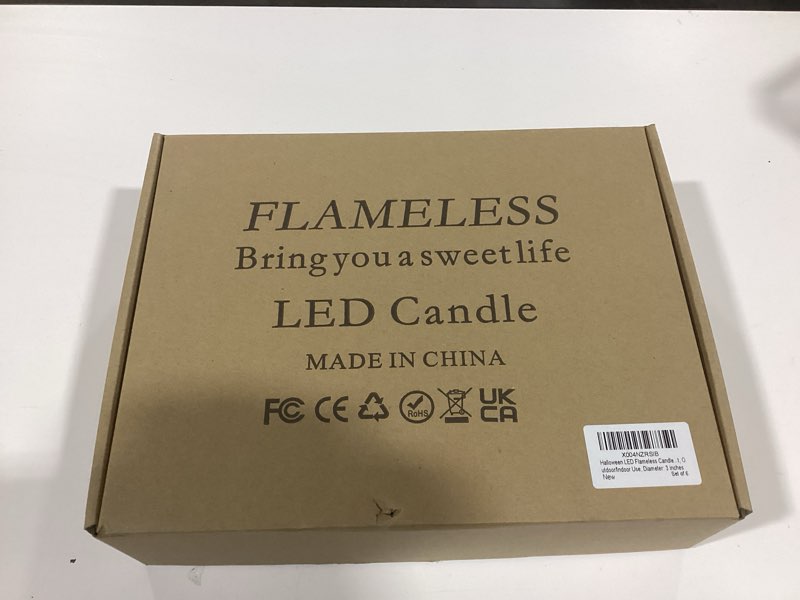 FLAMELESS
Bring you a sweet life
LED Candle
MADE IN CHINA
FC CE RoHS UK
CA
X004NZRSIB
Halloween LED Flameless Candle...t, O
utdoor/Indoor Use, Diameter: 3 inches
New Set of 6